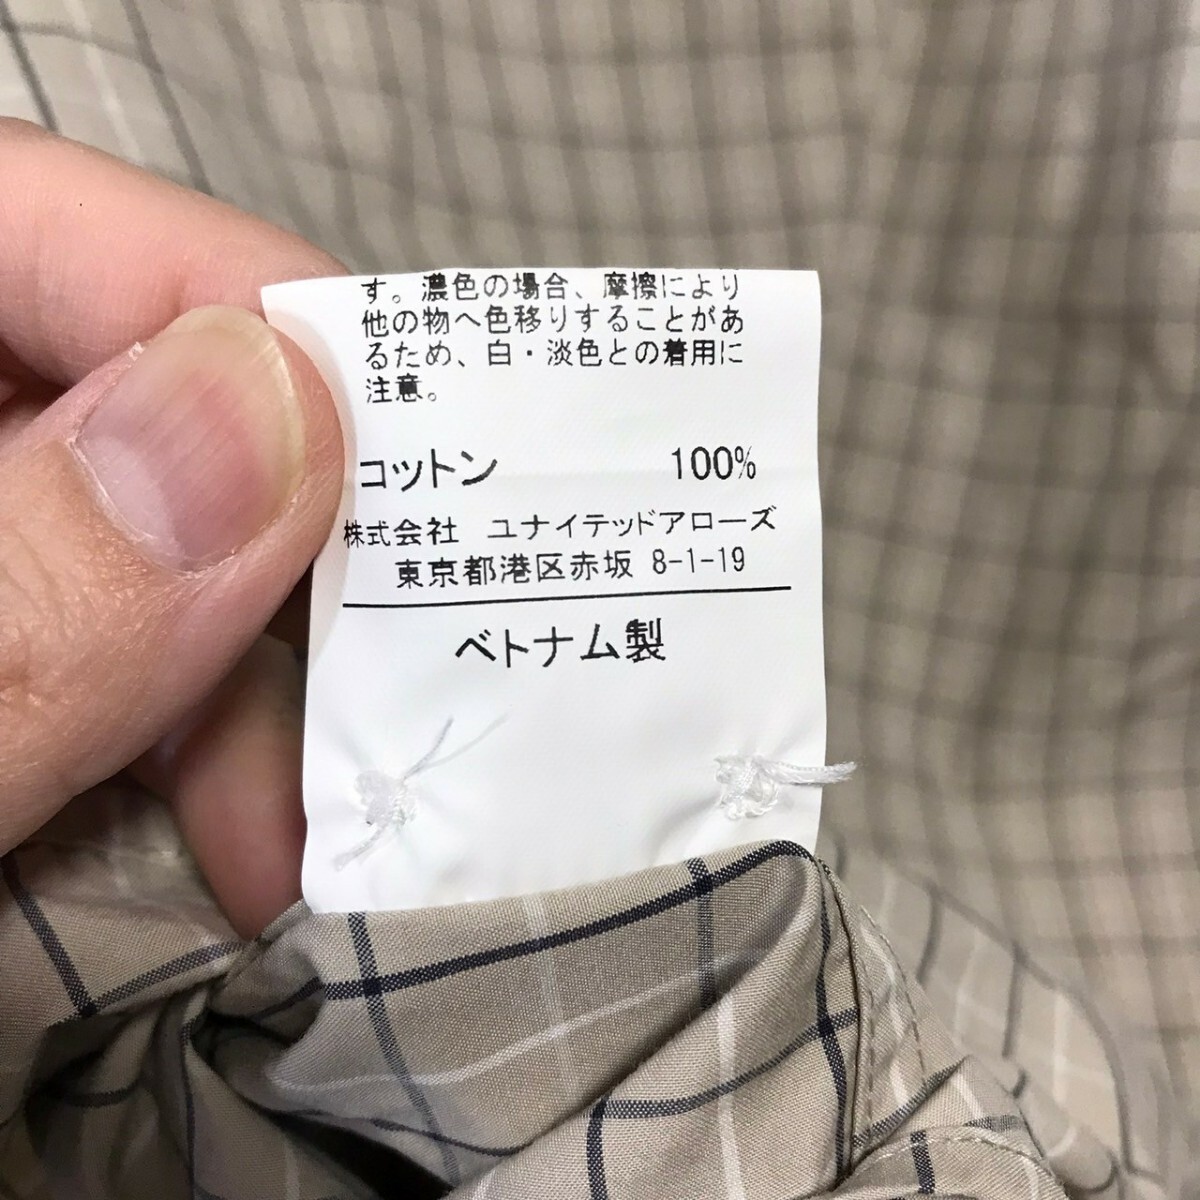 す。濃色の場合、摩擦により
他の物へ色移りすることがあ
るため、白・淡色との着用に
注意。
コットン 100%
株式会社 ユナイテッドアローズ
東京都港区赤坂 8-1-19
ベトナム製